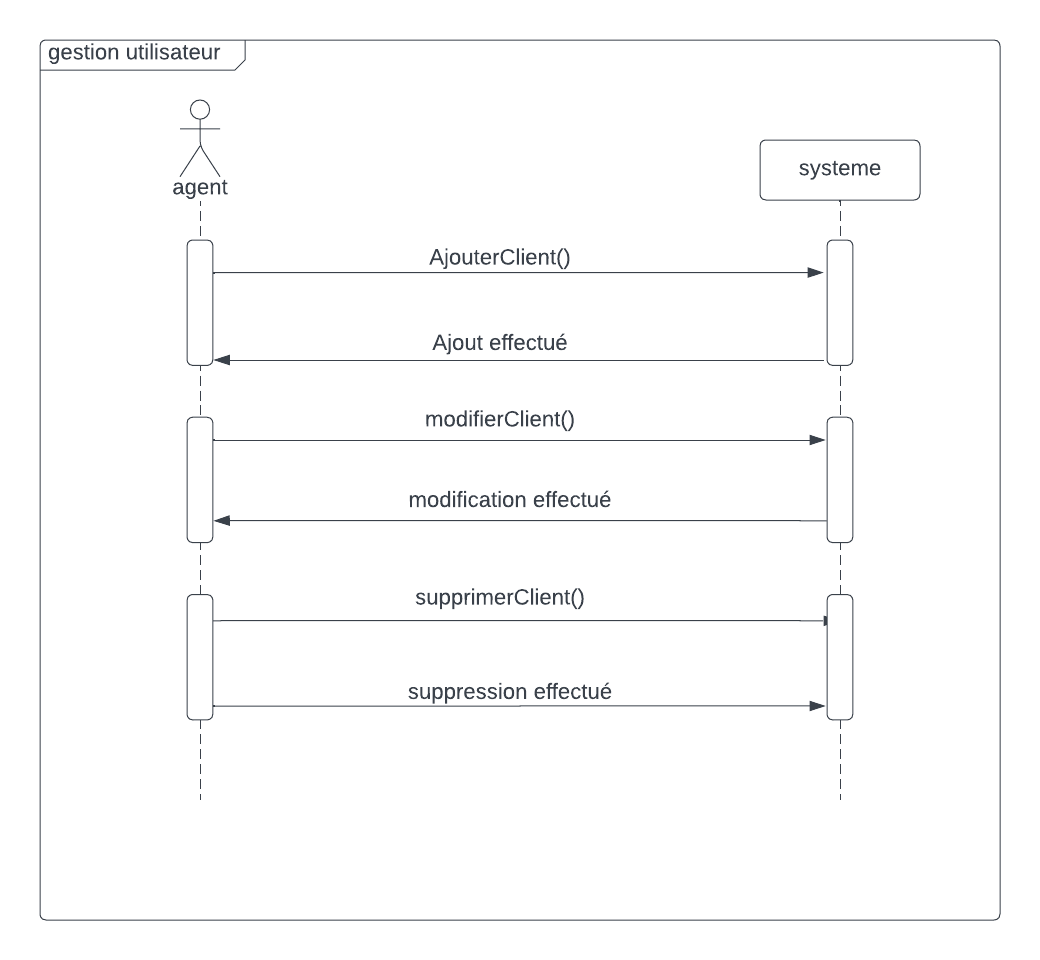 gestion utilisateur
agent
systeme
AjouterClient()
Ajout effectué
modifierClient()
modification effectué
supprimerClient()
suppression effectué